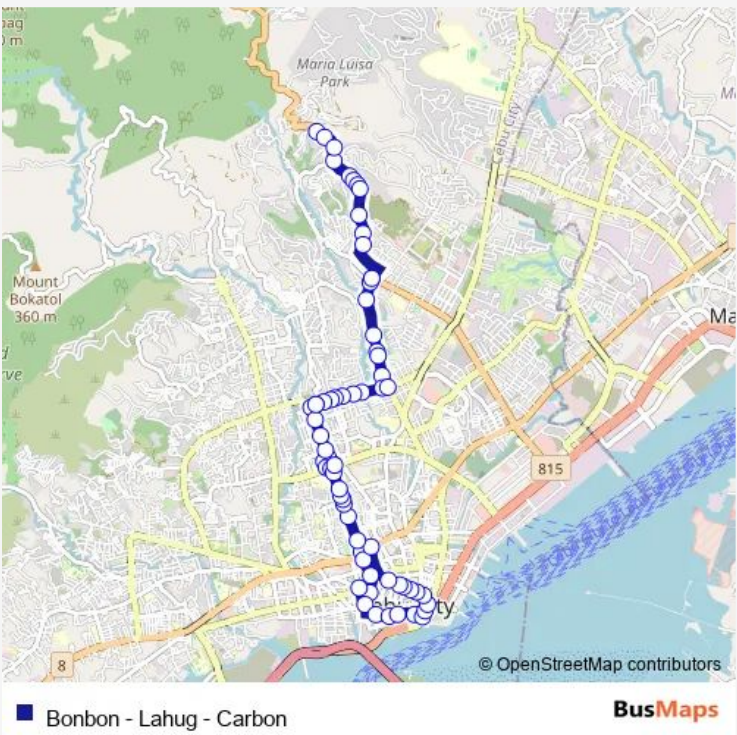 Maria Luisa
Park
Cebu City
Mount
Bokatol
360 m
Ma
815
8
© OpenStreetMap contributors
Bonbon - Lahug - Carbon
BusMaps